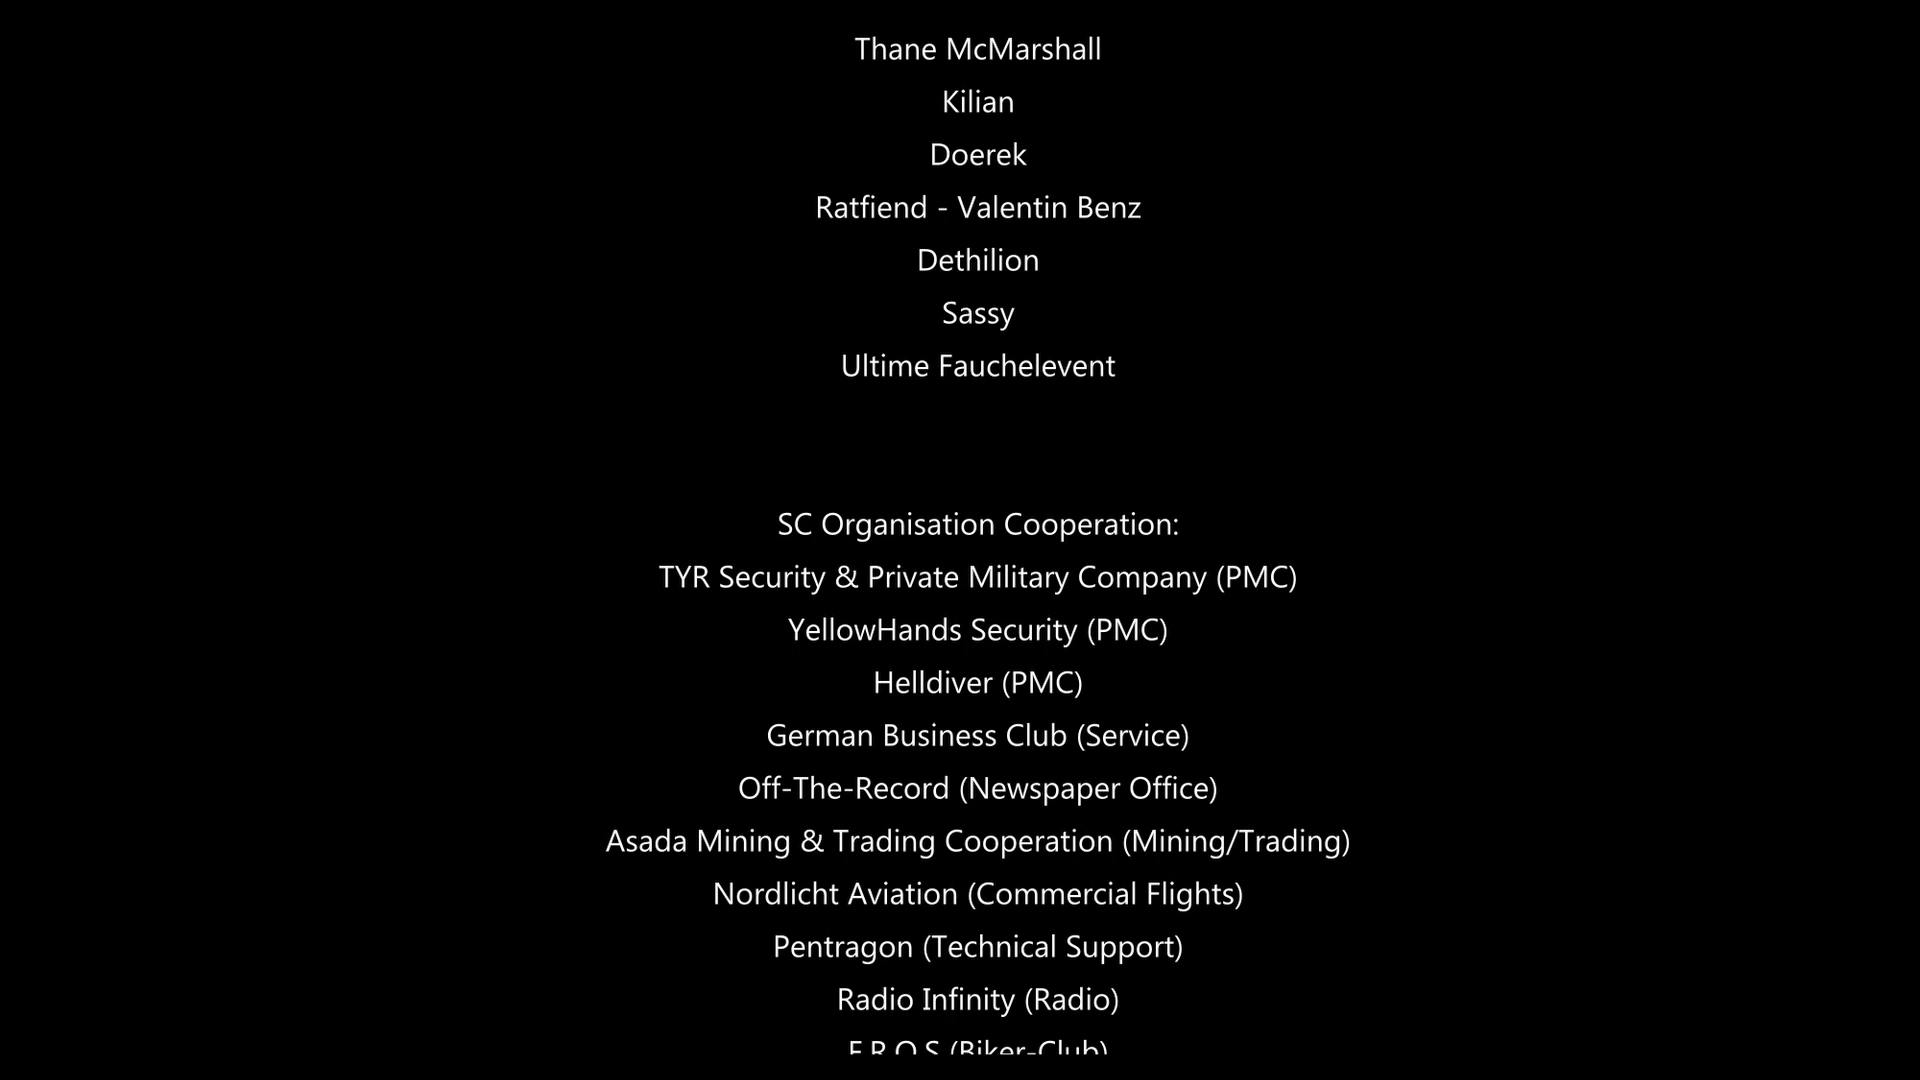 Thane McMarshall
Kilian
Doerek
Ratfiend - Valentin Benz
Dethilion
Sassy
Ultime Fauchelevent
SC Organisation Cooperation:
TYR Security & Private Military Company (PMC)
YellowHands Security (PMC)
Helldiver (PMC)
German Business Club (Service)
Off-The-Record (Newspaper Office)
Asada Mining & Trading Cooperation (Mining/Trading)
Nordlicht Aviation (Commercial Flights)
Pentragon (Technical Support)
Radio Infinity (Radio)
(Biker-Club)